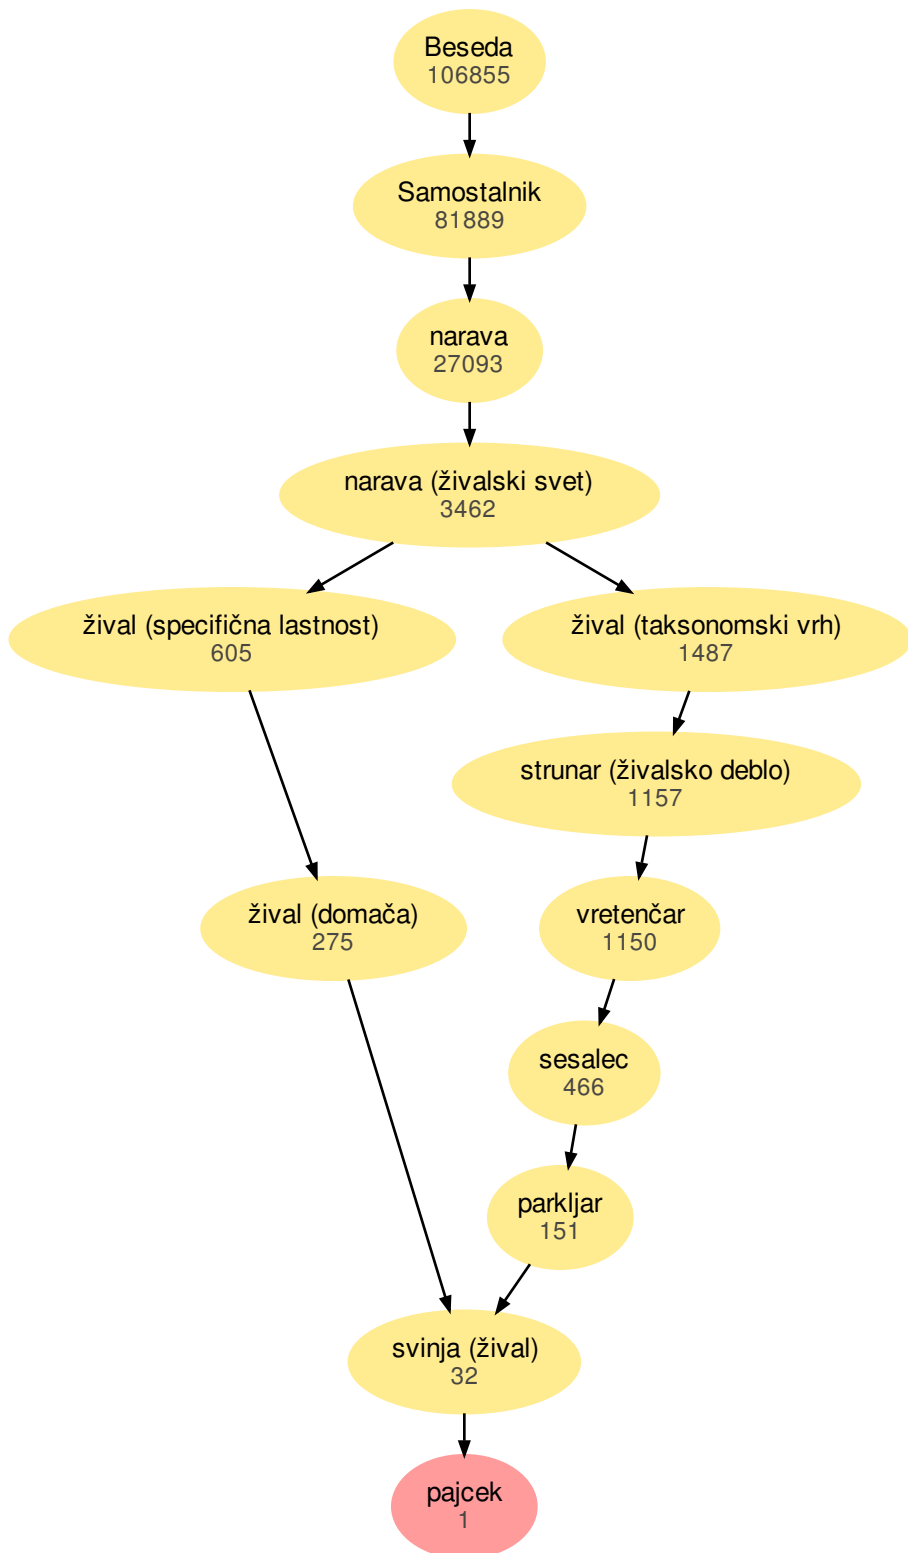 Beseda
106855
Samostalnik
81889
narava
27093
narava (živalski svet)
3462
žival (specifična lastnost)
605
žival (taksonomski vrh)
1487
strunar (živalsko deblo)
1157
žival (domača)
275
vretenčar
1150
sesalec
466
parkljar
151
svinja (žival)
32
pajcek
1